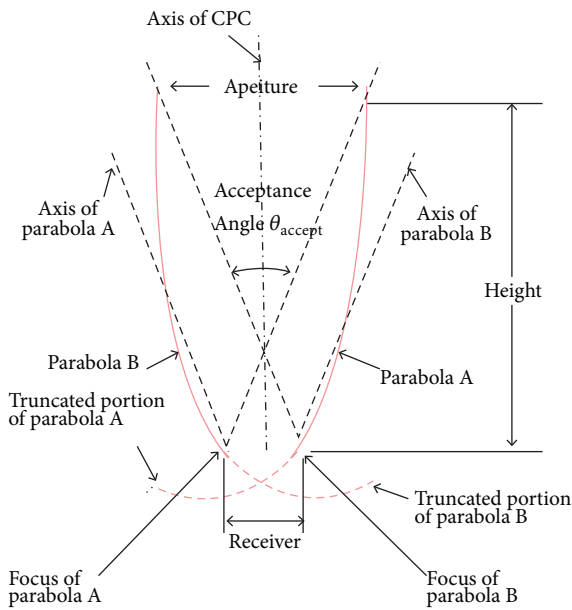 Axis of CPC
Aperture
Axis of
parabola A
Acceptance
Angle θaccept
Axis of
parabola B
Height
Parabola B
Parabola A
Truncated portion
of parabola A
Truncated portion
of parabola B
Receiver
Focus of
parabola A
Focus of
parabola B